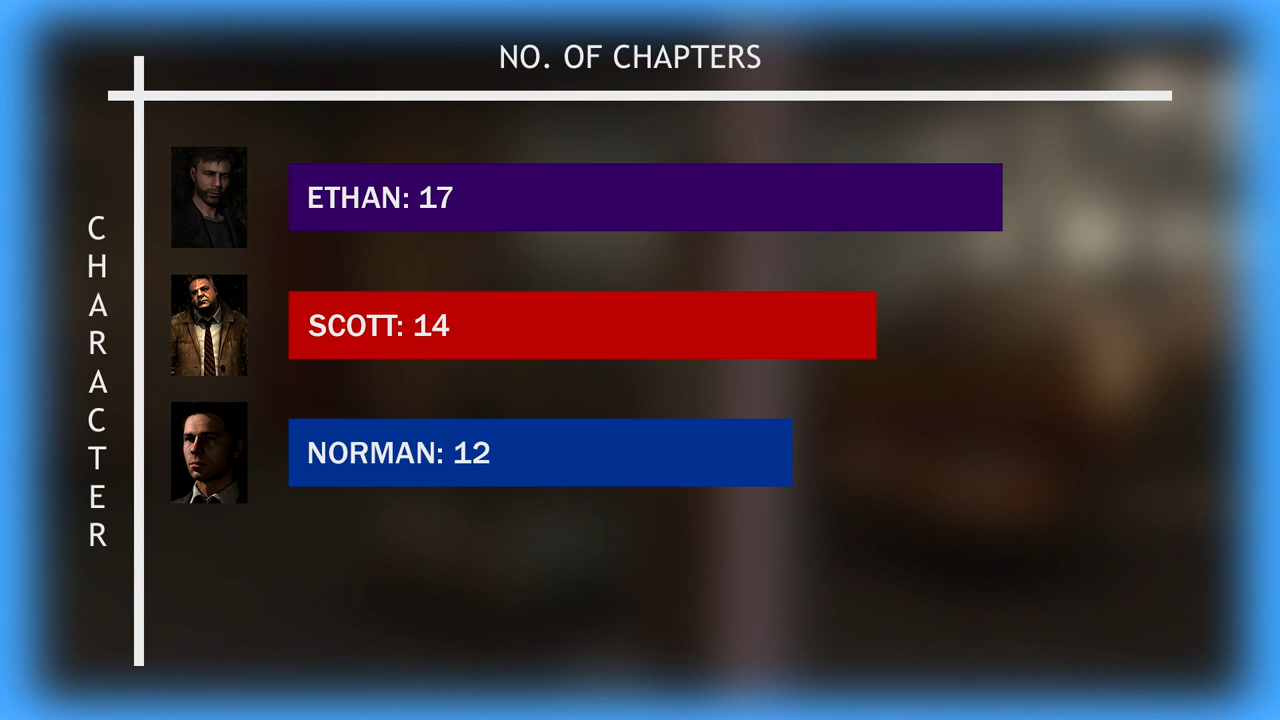 NO. OF CHAPTERS
CHARACTER
ETHAN: 17
SCOTT: 14
NORMAN: 12